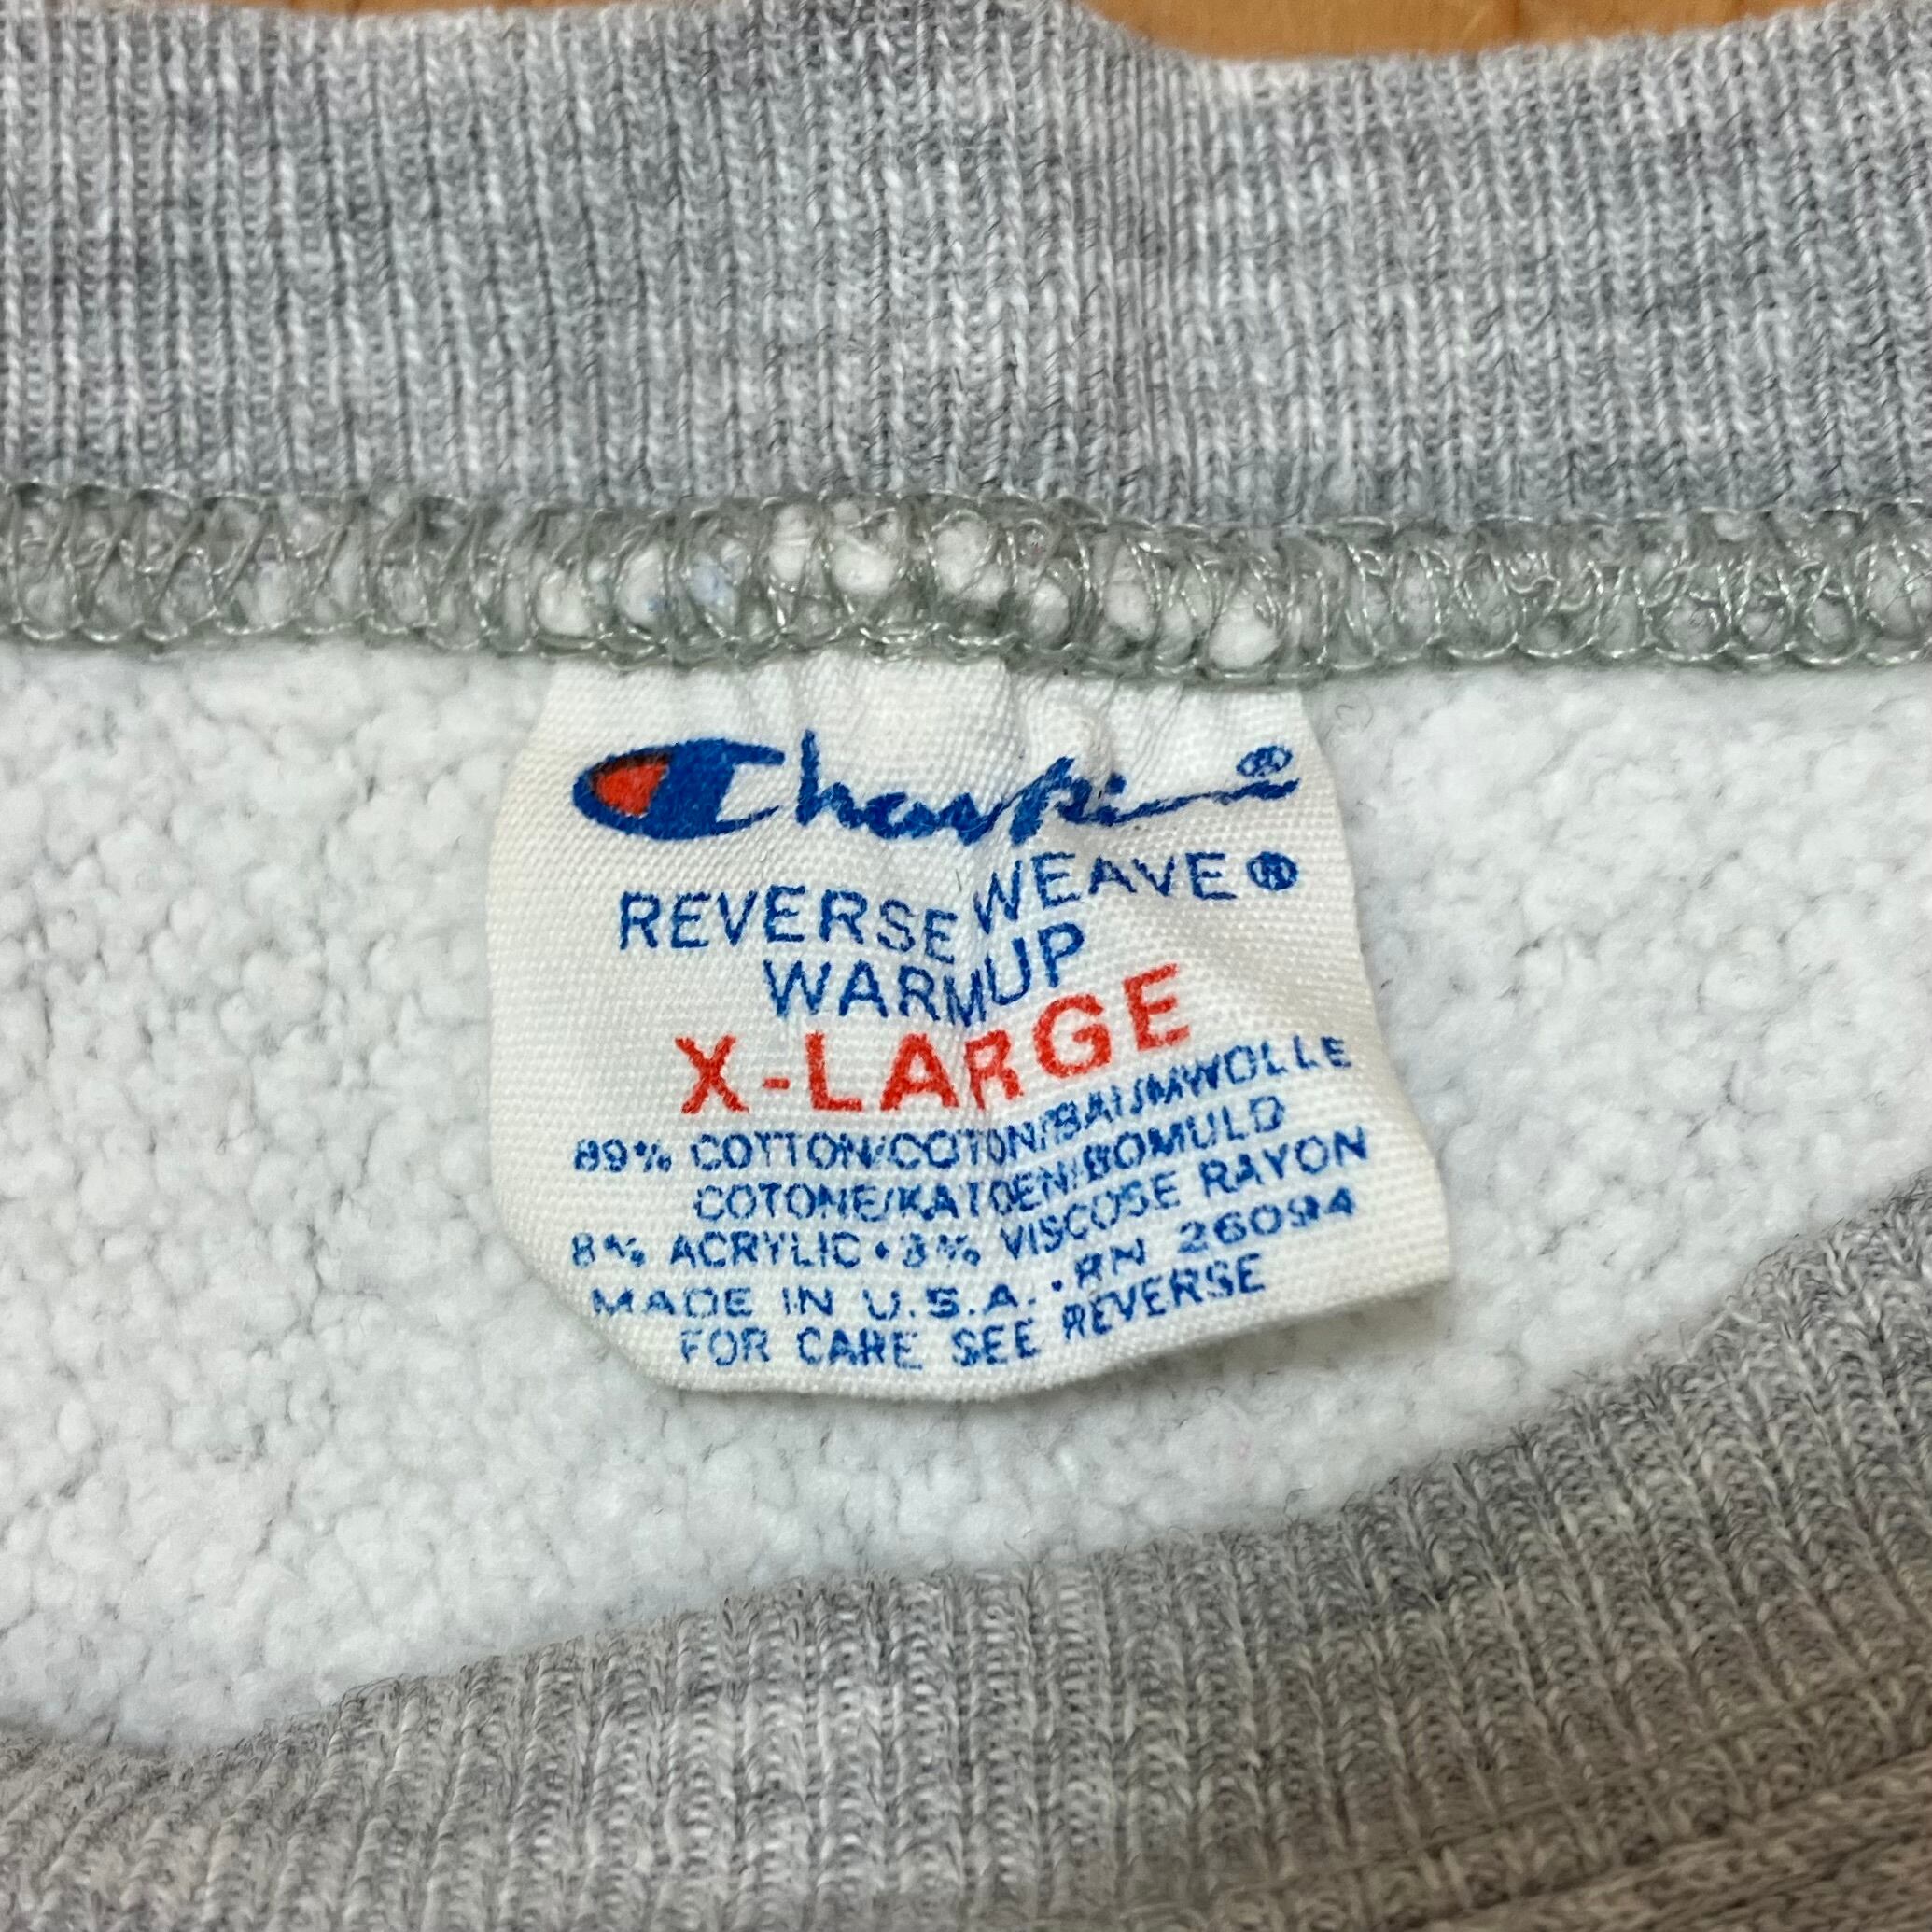 Champion®
REVERSE WEAVE®
WARMUP
X-LARGE
89% COTTON/COTON/BAUMWOLLE
COTONE/KATOEN/BOMULD
8% ACRYLIC • 3% VISCOSE RAYON
MADE IN U.S.A. • RN 26094
FOR CARE SEE REVERSE